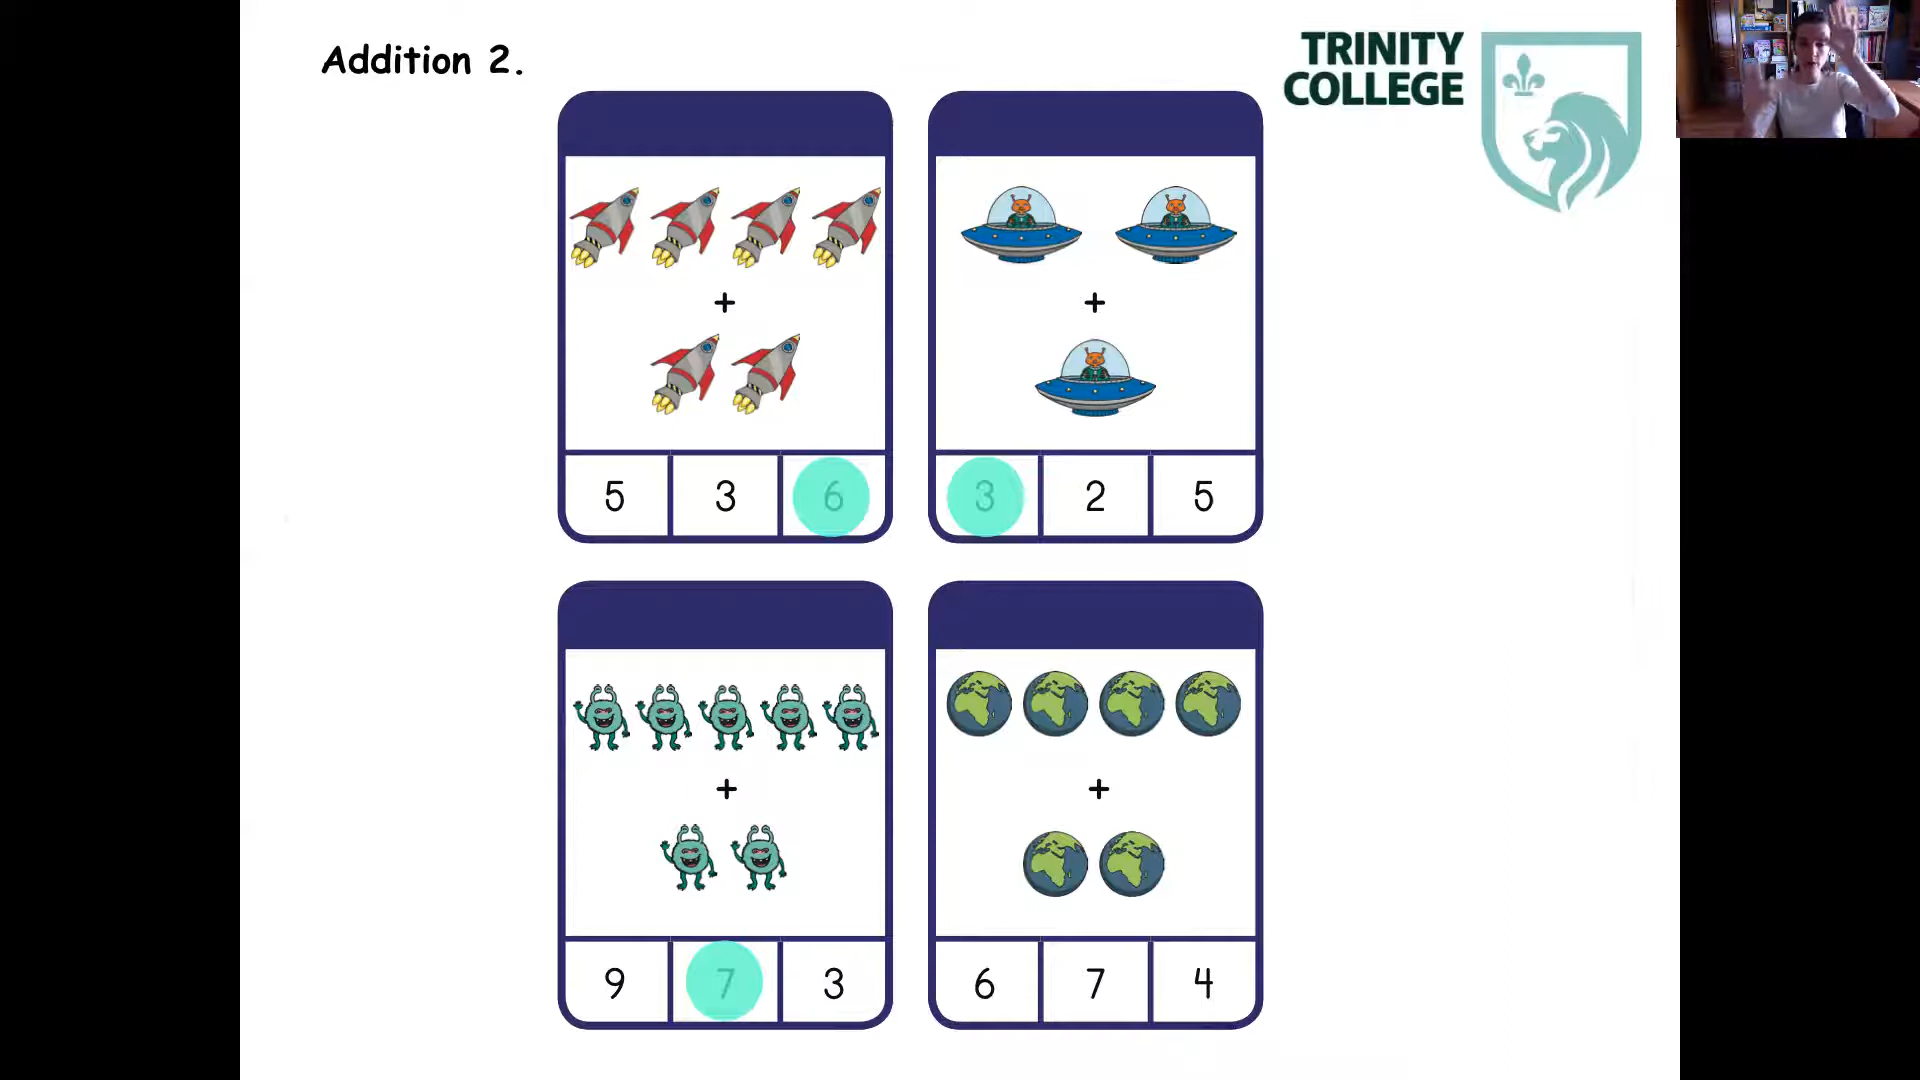 Addition 2.
TRINITY
COLLEGE
+
+
5 3 6
3 2 5
+
+
9 7 3
6 7 4